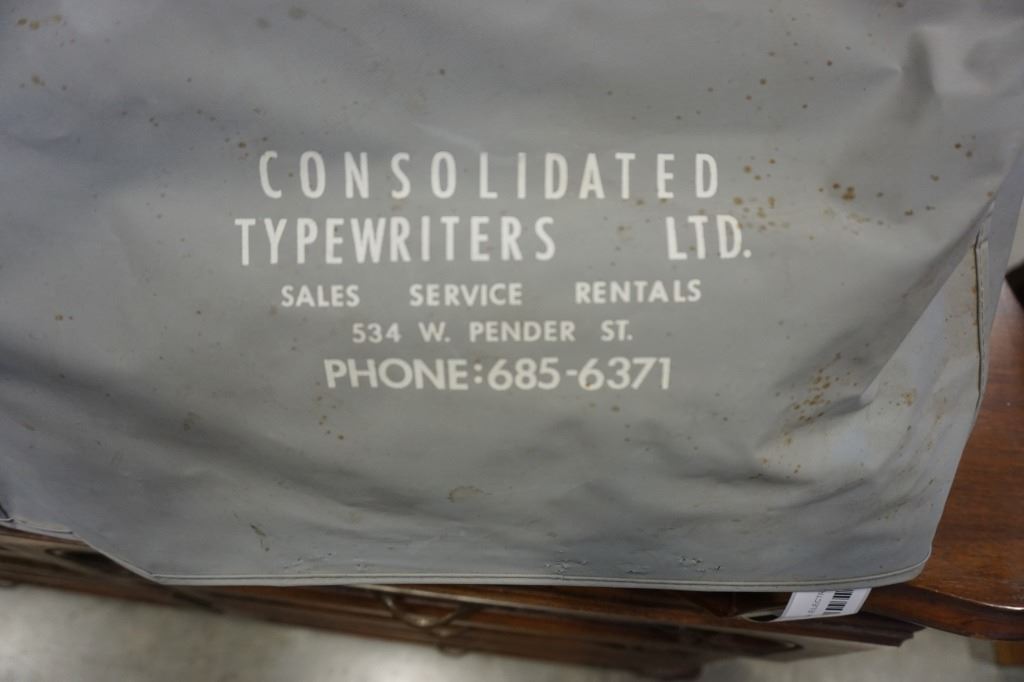 CONSOLIDATED
TYPEWRITERS LTD.
SALES SERVICE RENTALS
534 W. PENDER ST.
PHONE: 685-6371